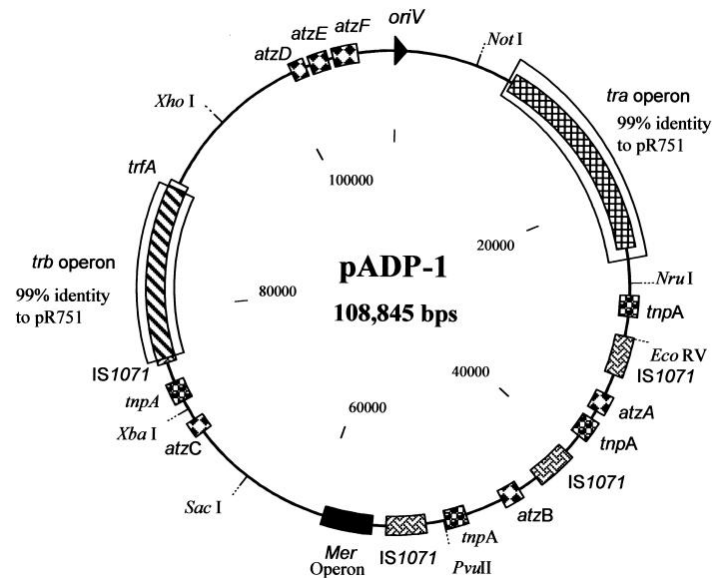 oriV
atzF
atzE
atzD
Not I
Xho I
tra operon
99% identity
to pR751
trfA
100000
20000
trb operon
99% identity
to pR751
pADP-1
108,845 bps
80000
Nru I
tnpA
Eco RV
IS1071
IS1071
tnpA
40000
atzA
Xba I
atzC
60000
tnpA
IS1071
Sac I
atzB
Mer
Operon
IS1071
tnpA
PvuII